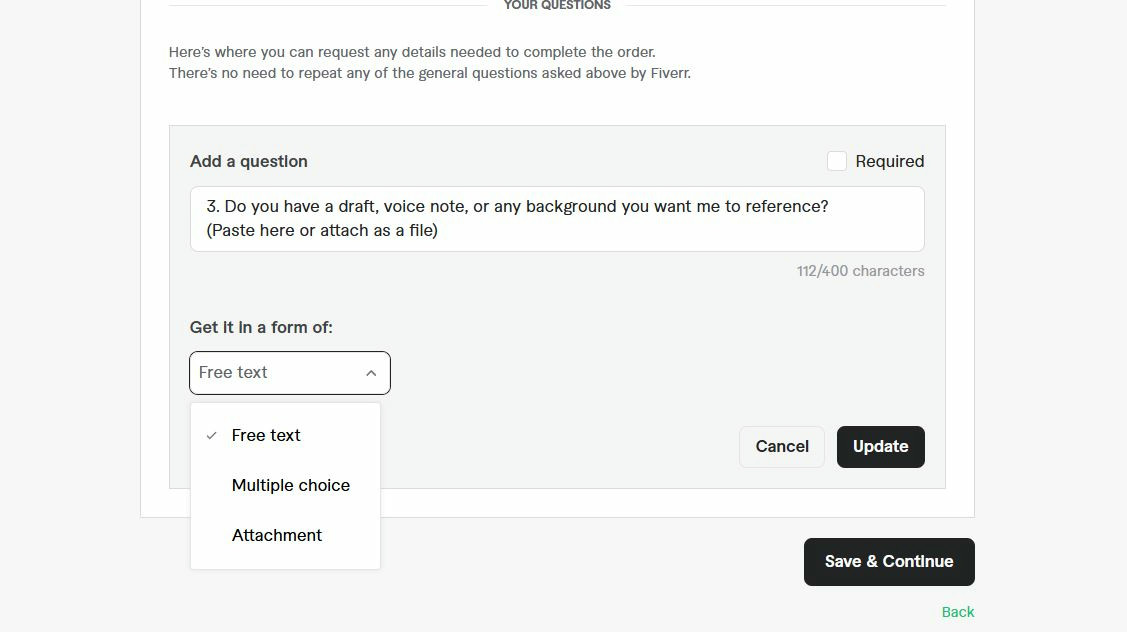 YOUR QUESTIONS
Here's where you can request any details needed to complete the order.
There's no need to repeat any of the general questions asked above by Fiverr.
Add a question
Required
3. Do you have a draft, voice note, or any background you want me to reference?
(Paste here or attach as a file)
112/400 characters
Get it in a form of:
Free text
Free text
Multiple choice
Attachment
Cancel
Update
Save & Continue
Back